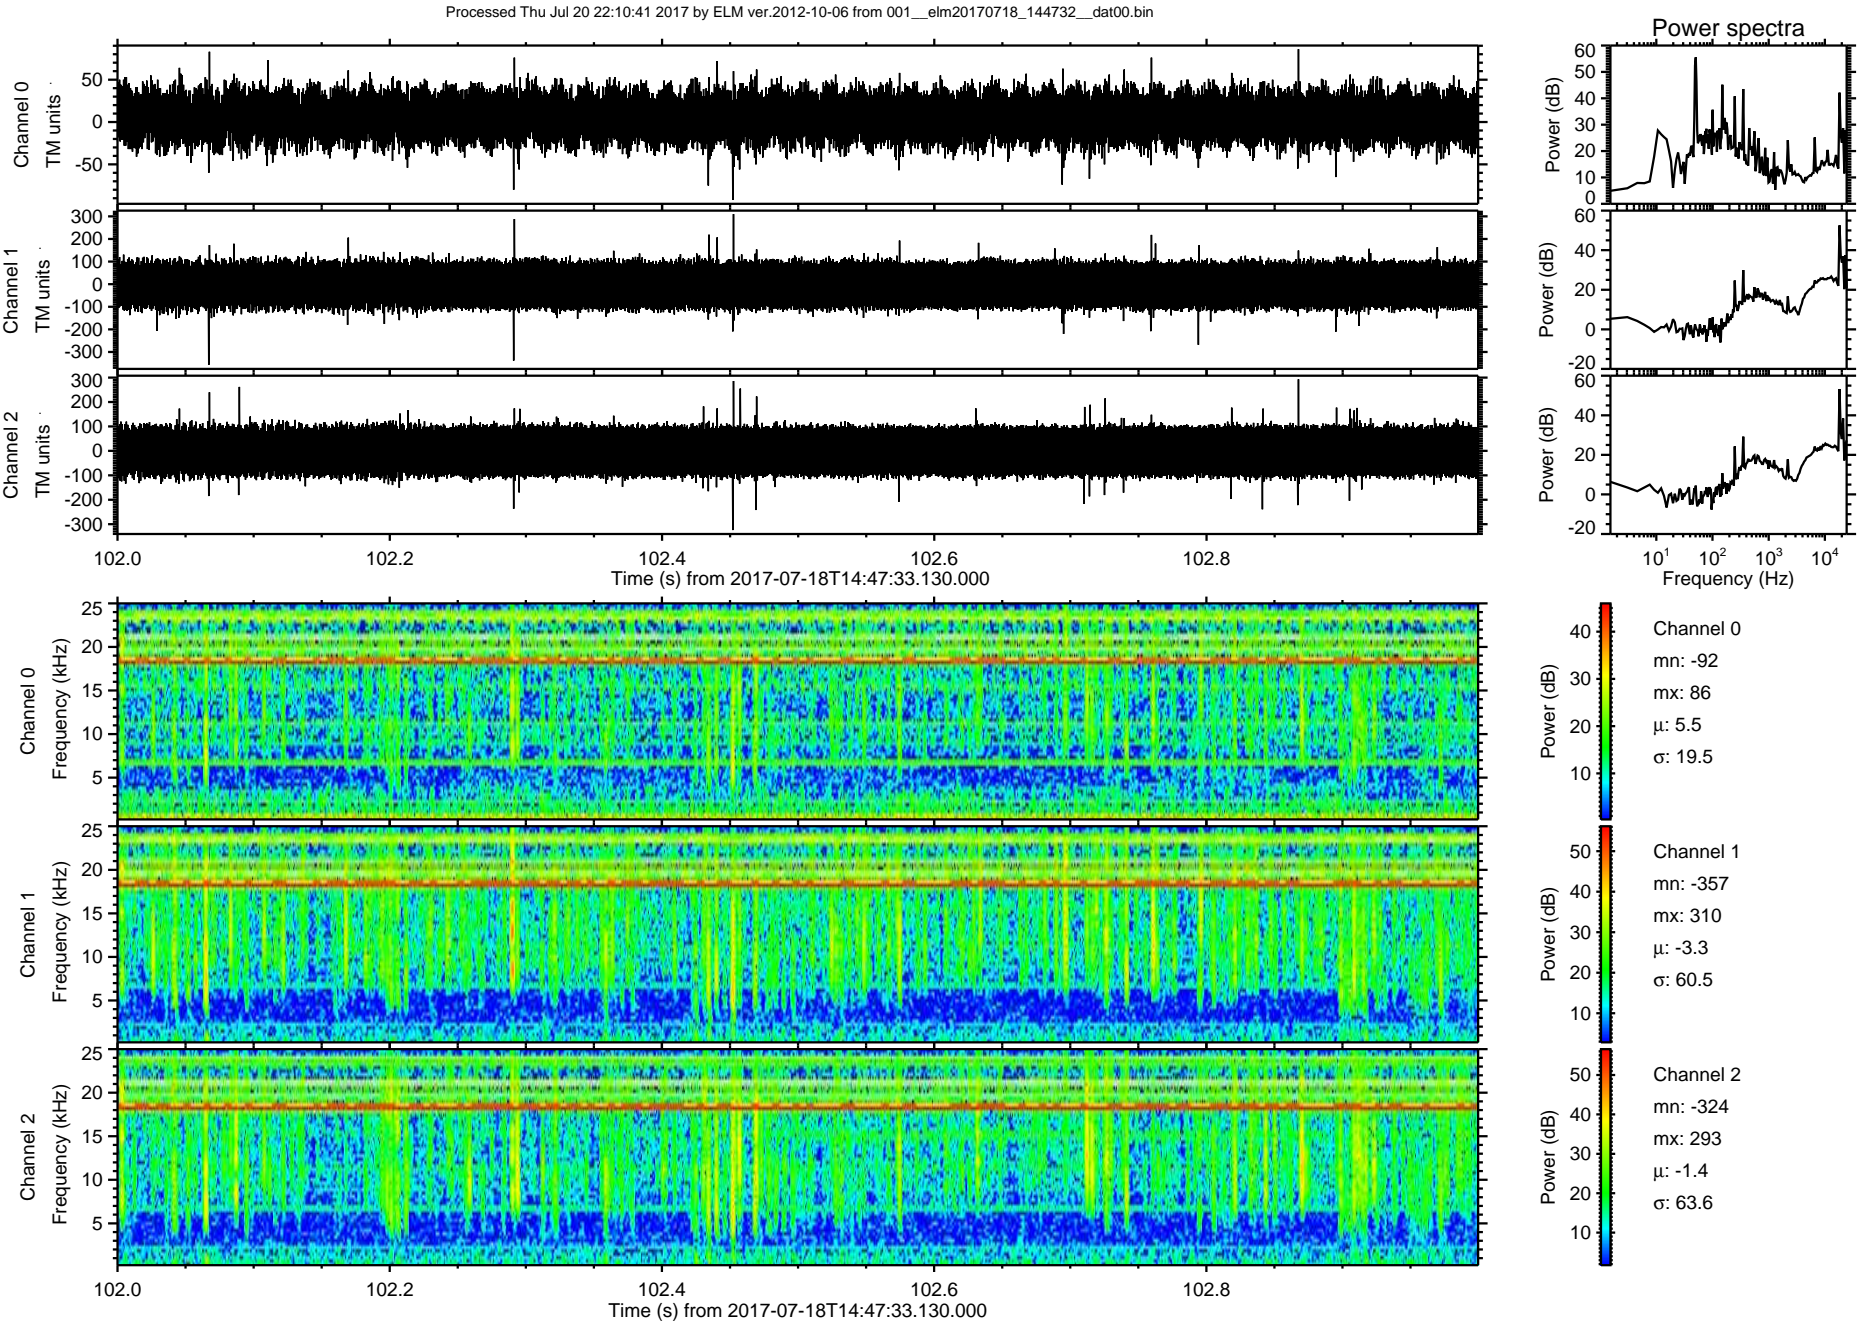 Processed Thu Jul 20 22:10:41 2017 by ELM ver.2012-10-06 from 001__elm20170718_144732__dat00.bin
Power spectra
Channel 0
TM units
50
0
-50
Power (dB)
60
50
40
30
20
10
0
Channel 1
TM units
300
200
100
0
-100
-200
-300
Power (dB)
60
40
20
0
-20
Channel 2
TM units
300
200
100
0
-100
-200
-300
Power (dB)
60
40
20
0
-20
102.0 102.2 102.4 102.6 102.8
Time (s) from 2017-07-18T14:47:33.130.000
10^1 10^2 10^3 10^4
Frequency (Hz)
Channel 0
Frequency (kHz)
25
20
15
10
5
Power (dB)
40
30
20
10
Channel 0
mn: -92
mx: 86
μ: 5.5
σ: 19.5
Channel 1
Frequency (kHz)
25
20
15
10
5
Power (dB)
50
40
30
20
10
Channel 1
mn: -357
mx: 310
μ: -3.3
σ: 60.5
Channel 2
Frequency (kHz)
25
20
15
10
5
Power (dB)
50
40
30
20
10
Channel 2
mn: -324
mx: 293
μ: -1.4
σ: 63.6
102.0 102.2 102.4 102.6 102.8
Time (s) from 2017-07-18T14:47:33.130.000